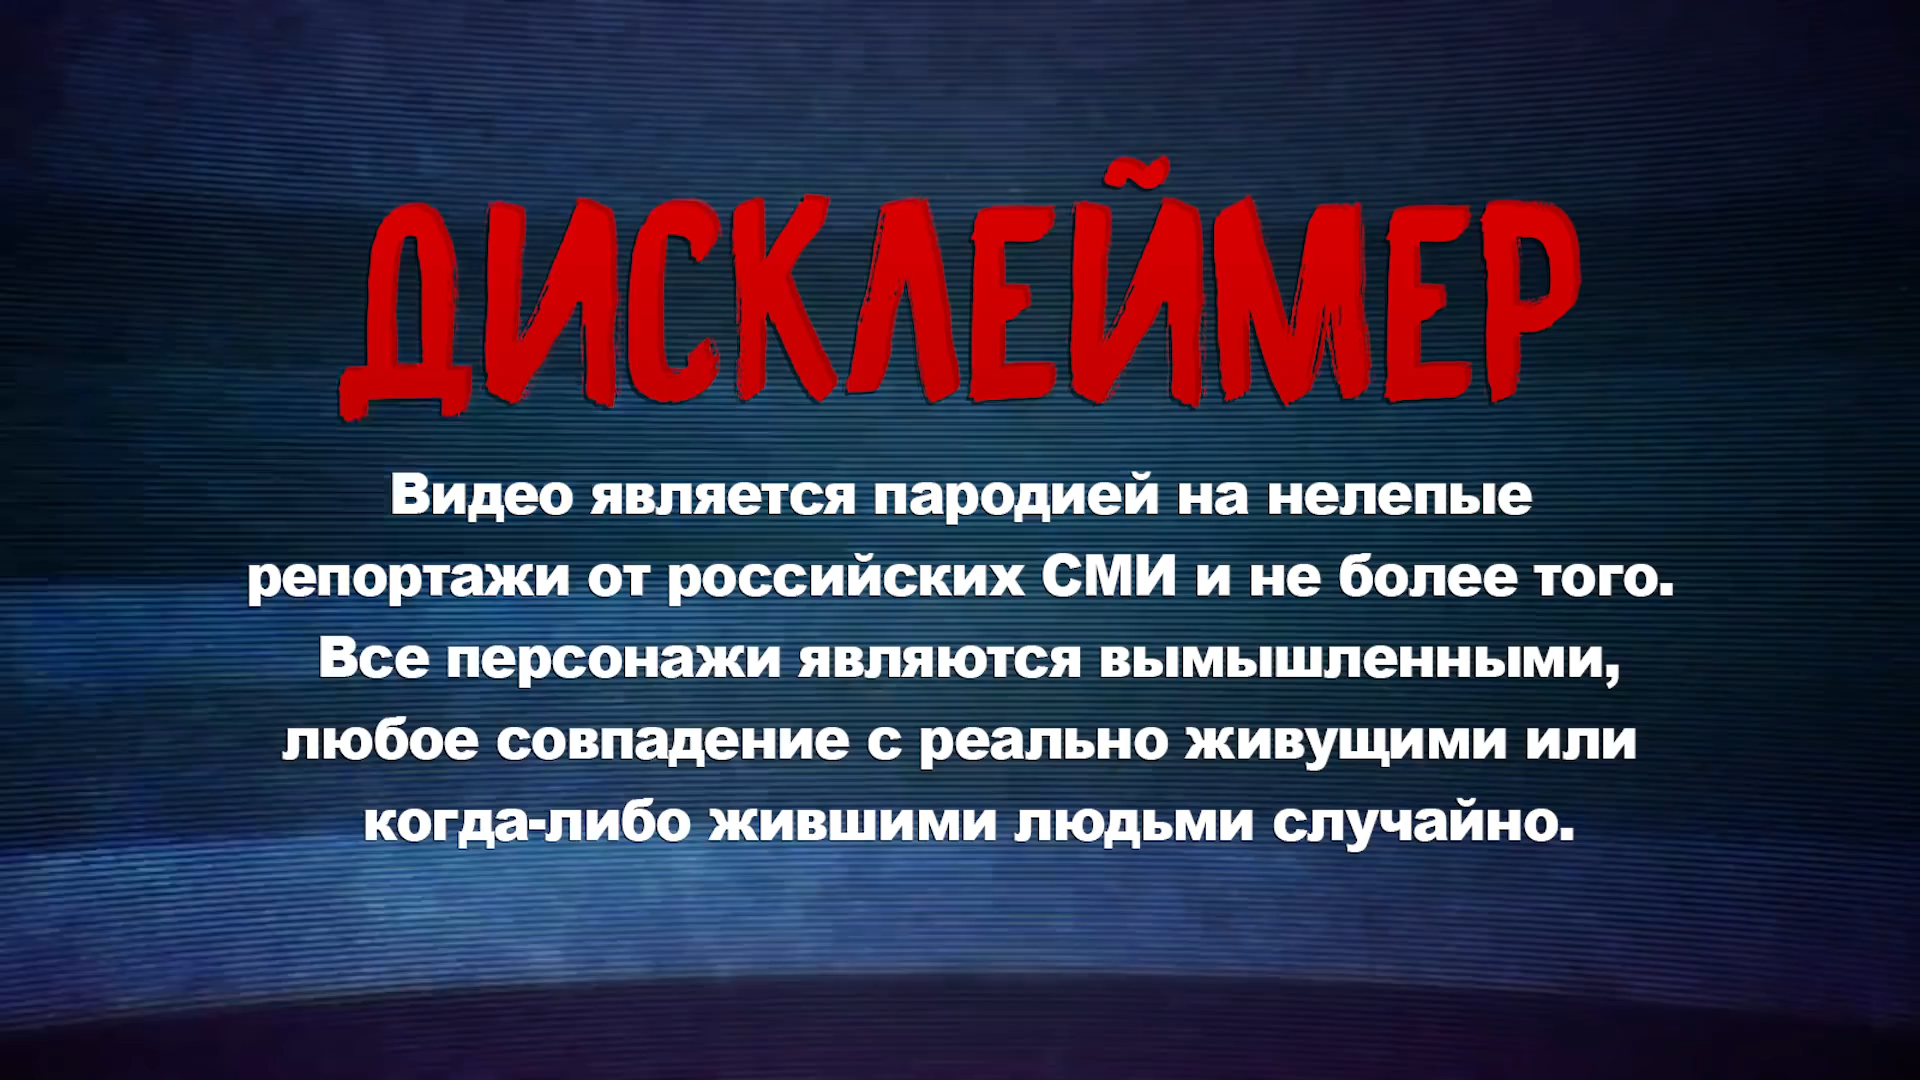 ДИСКЛЕЙМЕР
Видео является пародией на нелепые
репортажи от российских СМИ и не более того.
Все персонажи являются вымышленными,
любое совпадение с реально живущими или
когда-либо жившими людьми случайно.